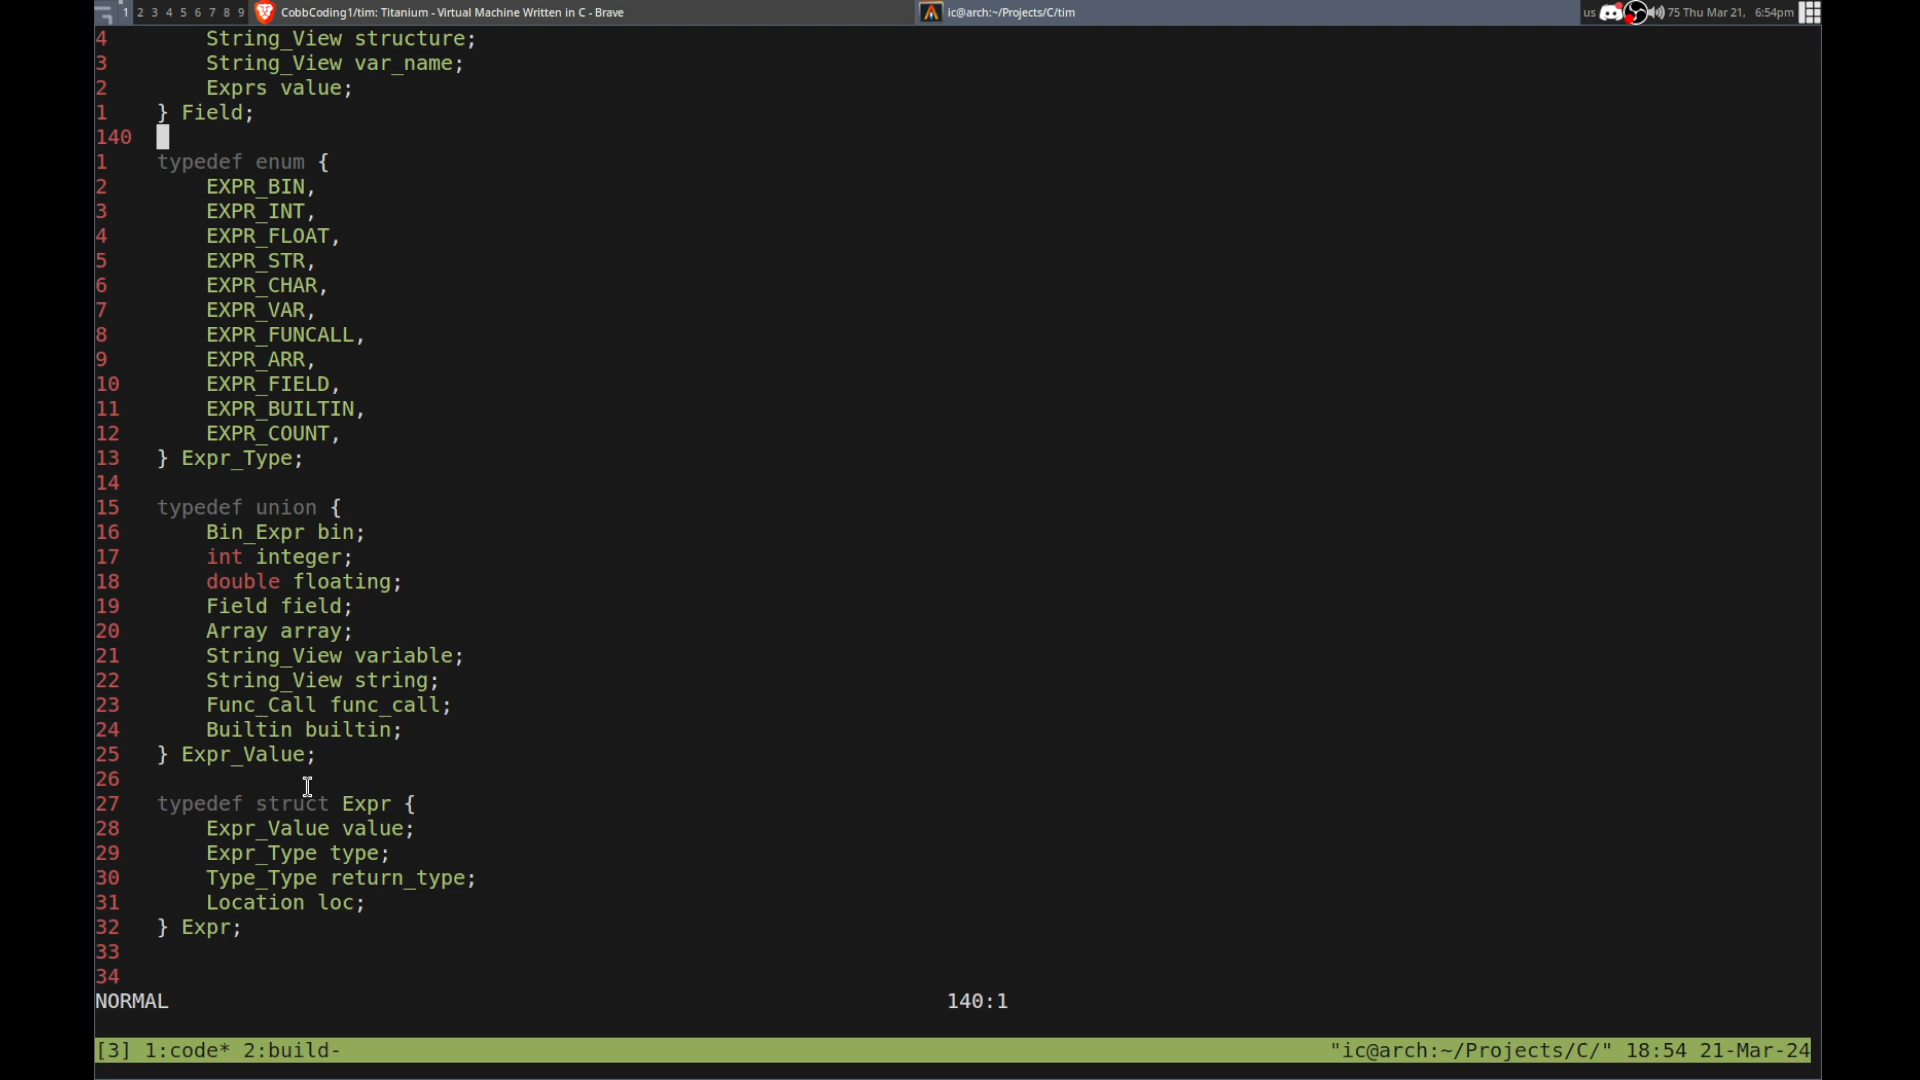 1 2 3 4 5 6 7 8 9 CobbCoding1/tim: Titanium - Virtual Machine Written in C - Brave ic@arch:~/Projects/C/tim us 75 Thu Mar 21, 6:54pm
4 String_View structure;
3 String_View var_name;
2 Exprs value;
1 } Field;
140
1 typedef enum {
2 EXPR_BIN,
3 EXPR_INT,
4 EXPR_FLOAT,
5 EXPR_STR,
6 EXPR_CHAR,
7 EXPR_VAR,
8 EXPR_FUNCALL,
9 EXPR_ARR,
10 EXPR_FIELD,
11 EXPR_BUILTIN,
12 EXPR_COUNT,
13 } Expr_Type;
14
15 typedef union {
16 Bin_Expr bin;
17 int integer;
18 double floating;
19 Field field;
20 Array array;
21 String_View variable;
22 String_View string;
23 Func_Call func_call;
24 Builtin builtin;
25 } Expr_Value;
26
27 typedef struct Expr {
28 Expr_Value value;
29 Expr_Type type;
30 Type_Type return_type;
31 Location loc;
32 } Expr;
33
34
NORMAL 140:1
[3] 1:code* 2:build- "ic@arch:~/Projects/C/" 18:54 21-Mar-24